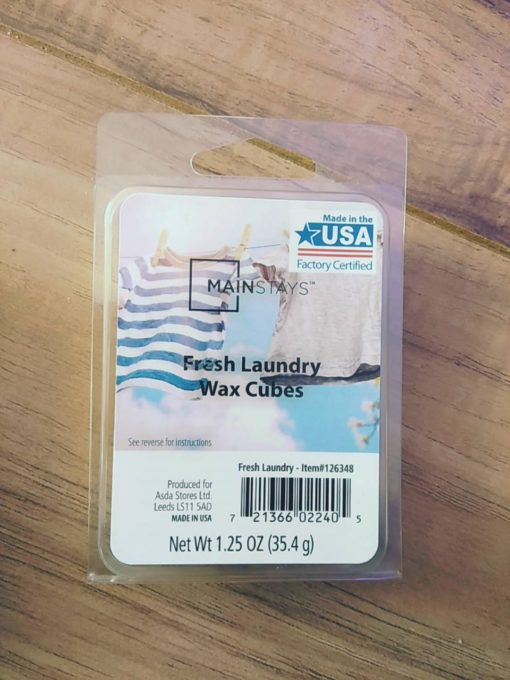 Made in the
USA
Factory Certified
MAINSTAYS™
Fresh Laundry
Wax Cubes
See reverse for instructions
Fresh Laundry - Item#126348
Produced for
Asda Stores Ltd.
Leeds LS11 5AD
MADE IN USA
7 21366 02240 5
Net Wt 1.25 OZ (35.4 g)